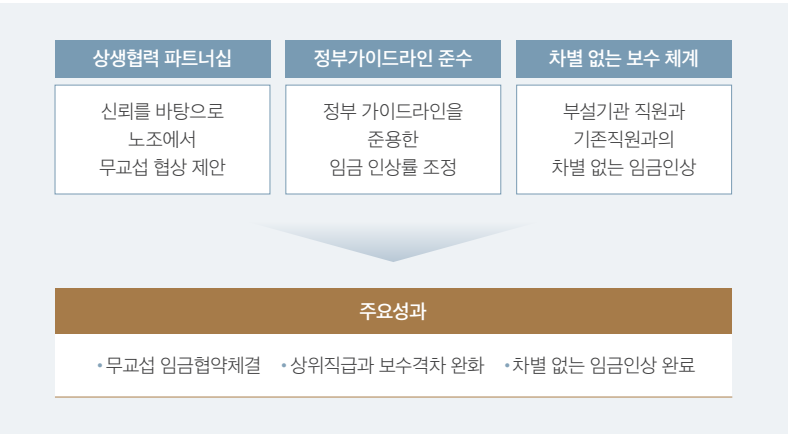 상생협력 파트너십
신뢰를 바탕으로
노조에서
무교섭 협상 제안
정부가이드라인 준수
정부 가이드라인을
준용한
임금 인상률 조정
차별 없는 보수 체계
부설기관 직원과
기존직원과의
차별 없는 임금인상
주요성과
•무교섭 임금협약체결 •상위직급과 보수격차 완화 •차별 없는 임금인상 완료